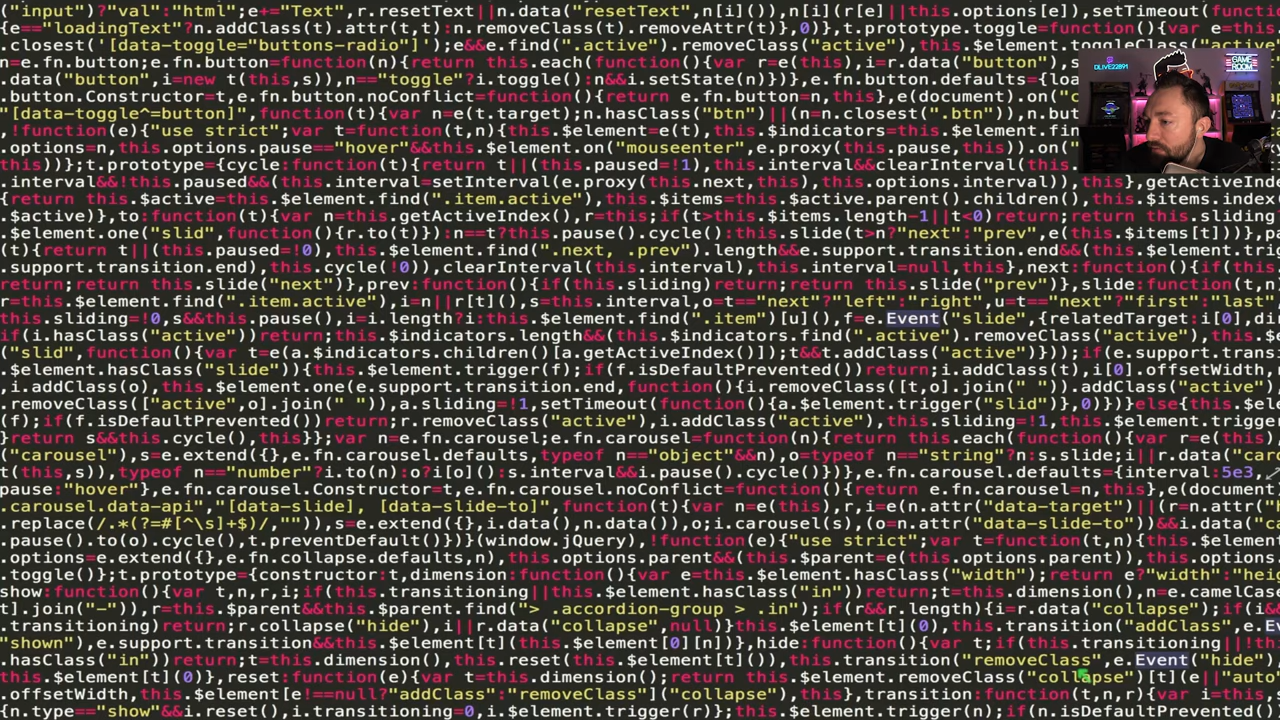 ("input")?"val":"html";e+="Text",r.resetText||n.data("resetText",n[i]()),n[i](r[e]||this.options[e]),setTimeout(functi
{e=="loadingText"?n.addClass(t).attr(t,t):n.removeClass(t).removeAttr(t)},0)},t.prototype.toggle=function(){var e=this.
.closest('[data-toggle="buttons-radio"]');e&&e.find(".active").removeClass("active"),this.$element.toggleClass("active
n=e.fn.button;e.fn.button=function(n){return this.each(function(){var r=e(this),i=r.data("button"),s
.data("button",i=new t(this,s)),n=="toggle"?i.toggle():n&&i.setState(n)})},e.fn.button.defaults={loa
.button.Constructor=t,e.fn.button.noConflict=function(){return e.fn.button=n,this},e(document).on("c
"[data-toggle^=button]",function(t){var n=e(t.target);n.hasClass("btn")||(n=n.closest(".btn")),n.but
,!function(e){"use strict";var t=function(t,n){this.$element=e(t),this.$indicators=this.$element.fin
.options=n,this.options.pause=="hover"&&this.$element.on("mouseenter",e.proxy(this.pause,this)).on("
this))};t.prototype={cycle:function(t){return t||(this.paused=!1),this.interval&&clearInterval(this
.interval&&!this.paused&&(this.interval=setInterval(e.proxy(this.next,this),this.options.interval)),this},getActiveInd
{return this.$active=this.$element.find(".item.active"),this.$items=this.$active.parent().children(),this.$items.index
.$active)},to:function(t){var n=this.getActiveIndex(),r=this;if(t>this.$items.length-1||t<0)return;return this.sliding
.$element.one("slid",function(){r.to(t)}):n==t?this.pause().cycle():this.slide(t>n?"next":"prev",e(this.$items[t]))},pa
(t){return t||(this.paused=!0),this.$element.find(".next, .prev").length&&e.support.transition.end&&(this.$element.trig
.support.transition.end),this.cycle(!0)),clearInterval(this.interval),this.interval=null,this},next:function(){if(this
return;return this.slide("next")},prev:function(){if(this.sliding)return;return this.slide("prev")},slide:function(t,
r=this.$element.find(".item.active"),i=n||r[t](),s=this.interval,o=t=="next"?"left":"right",u=t=="next"?"first":"last"
this.sliding=!0,s&&this.pause(),i=i.length?i:this.$element.find(".item")[u](),f=e.Event("slide",{relatedTarget:i[0],di
if(i.hasClass("active"))return;this.$indicators.length&&(this.$indicators.find(".active").removeClass("active"),this.$
("slid",function(){var t=e(a.$indicators.children()[a.getActiveIndex()]);t&&t.addClass("active")}));if(e.support.trans
.$element.hasClass("slide")){this.$element.trigger(f);if(f.isDefaultPrevented())return;i.addClass(t),i[0].offsetWidth,
,i.addClass(o),this.$element.one(e.support.transition.end,function(){i.removeClass([t,o].join(" ")).addClass("active")
.removeClass(["active",o].join(" ")),a.sliding=!1,setTimeout(function(){a.$element.trigger("slid")},0)})}else{this.$ele
(f);if(f.isDefaultPrevented())return;r.removeClass("active"),i.addClass("active"),this.sliding=!1,this.$element.trigger
}return s&&this.cycle(),this}};var n=e.fn.carousel;e.fn.carousel=function(n){return this.each(function(){var r=e(this)
("carousel"),s=e.extend({},e.fn.carousel.defaults,typeof n=="object"&&n),o=typeof n=="string"?n:s.slide;i||r.data("caro
t(this,s)),typeof n=="number"?i.to(n):o?i[o]():s.interval&&i.pause().cycle()})},e.fn.carousel.defaults={interval:5e3,
pause:"hover"},e.fn.carousel.Constructor=t,e.fn.carousel.noConflict=function(){return e.fn.carousel=n,this},e(document
.carousel.data-api","[data-slide], [data-slide-to]",function(t){var n=e(this),r,i=e(n.attr("data-target")||(r=n.attr("
.replace(/.*(?=#[^\s]+$)/,"")),s=e.extend({},i.data(),n.data()),o;i.carousel(s),(o=n.attr("data-slide-to"))&&i.data("ca
.pause().to(o).cycle(),t.preventDefault()})}(window.jQuery),!function(e){"use strict";var t=function(t,n){this.$element
.options=e.extend({},e.fn.collapse.defaults,n),this.options.parent&&(this.$parent=e(this.options.parent)),this.options
.toggle()};t.prototype={constructor:t,dimension:function(){var e=this.$element.hasClass("width");return e?"width":"hei
show:function(){var t,n,r,i;if(this.transitioning||this.$element.hasClass("in"))return;t=this.dimension(),n=e.camelCase
t].join("-")),r=this.$parent&&this.$parent.find("> .accordion-group > .in");if(r&&r.length){i=r.data("collapse");if(i&
.transitioning)return;r.collapse("hide"),i||r.data("collapse",null)}this.$element[t](0),this.transition("addClass",e.Ev
"shown"),e.support.transition&&this.$element[t](this.$element[0][n])},hide:function(){var t;if(this.transitioning||!th
.hasClass("in"))return;t=this.dimension(),this.reset(this.$element[t]()),this.transition("removeClass",e.Event("hide")
this.$element[t](0)},reset:function(e){var t=this.dimension();return this.$element.removeClass("collapse")[t](e||"auto"
.offsetWidth,this.$element[e!==null?"addClass":"removeClass"]("collapse"),this},transition:function(t,n,r){var i=this,
{n.type=="show"&&i.reset(),i.transitioning=0,i.$element.trigger(r)};this.$element.trigger(n);if(n.isDefaultPrevented()
DLIVE22891
GAME
ROOM